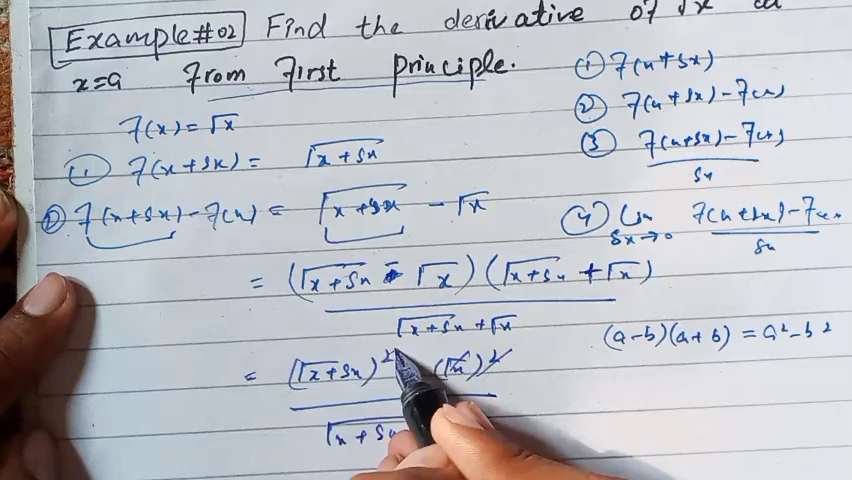 Example#02 Find the derivative of √x at
x=a From First principle.
f(x) = √x
① f(x+δx) = √x+δx
② f(x+δx) - f(x) = √x+δx - √x
= (√x+δx - √x) (√x+δx + √x)
√x+δx + √x
= (√x+δx)² (√x)²
√x + δx
① f(x+δx)
② f(x+δx) - f(x)
③ f(x+δx) - f(x)
δx
④ Lim δx→0 f(x+δx) - f(x)
δx
(a-b)(a+b) = a²-b²